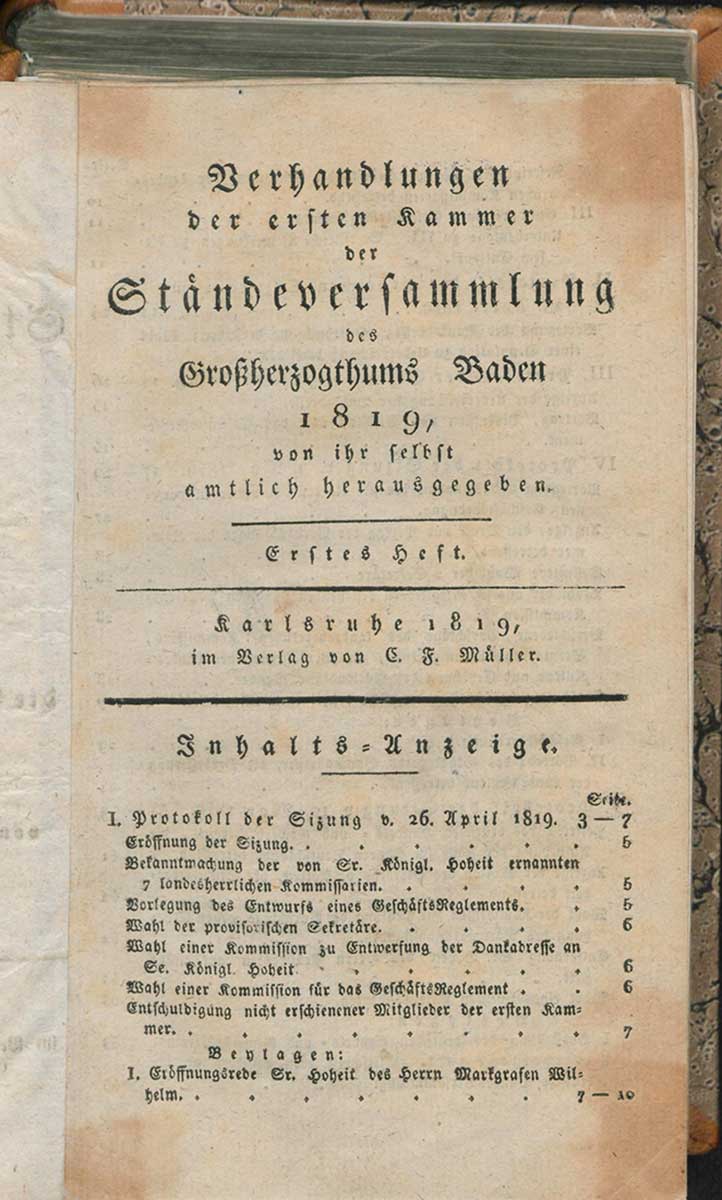 Verhandlungen
der ersten Kammer
der
Ständeversammlung
des
Großherzogthums Baden
1819,
von ihr selbst
amtlich herausgegeben.
Erstes Heft.
Karlsruhe 1819,
im Verlag von C. F. Müller.
Inhalts-Anzeige.
Seite.
I. Protokoll der Sizung v. 26. April 1819. 3 — 7
Eröffnung der Sizung. . . . . . . 5
Bekanntmachung der von Sr. Königl. Hoheit ernannten
7 landesherrlichen Kommissarien. . . . . 5
Vorlegung des Entwurfs eines GeschäftsReglements. . 5
Wahl der provisorischen Sekretäre. . . . . 6
Wahl einer Kommission zu Entwerfung der Dankadresse an
Se. Königl. Hoheit . . . . . 6
Wahl einer Kommission für das GeschäftsReglement . . 6
Entschuldigung nicht erschienener Mitglieder der ersten Kam-
mer. . . . . . . . . 7
Beylagen:
1. Eröffnungsrede Sr. Hoheit des Herrn Markgrafen Wil-
helm. . . . . . . . 7 — 10